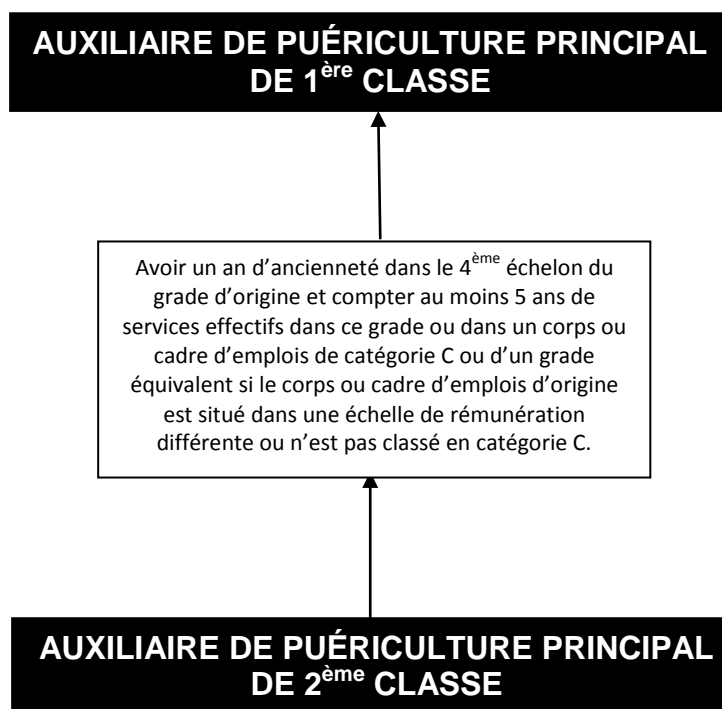 AUXILIAIRE DE PUÉRICULTURE PRINCIPAL
DE 1ère CLASSE
Avoir un an d’ancienneté dans le 4ème échelon du
grade d’origine et compter au moins 5 ans de
services effectifs dans ce grade ou dans un corps ou
cadre d’emplois de catégorie C ou d’un grade
équivalent si le corps ou cadre d’emplois d’origine
est situé dans une échelle de rémunération
différente ou n’est pas classé en catégorie C.
AUXILIAIRE DE PUÉRICULTURE PRINCIPAL
DE 2ème CLASSE